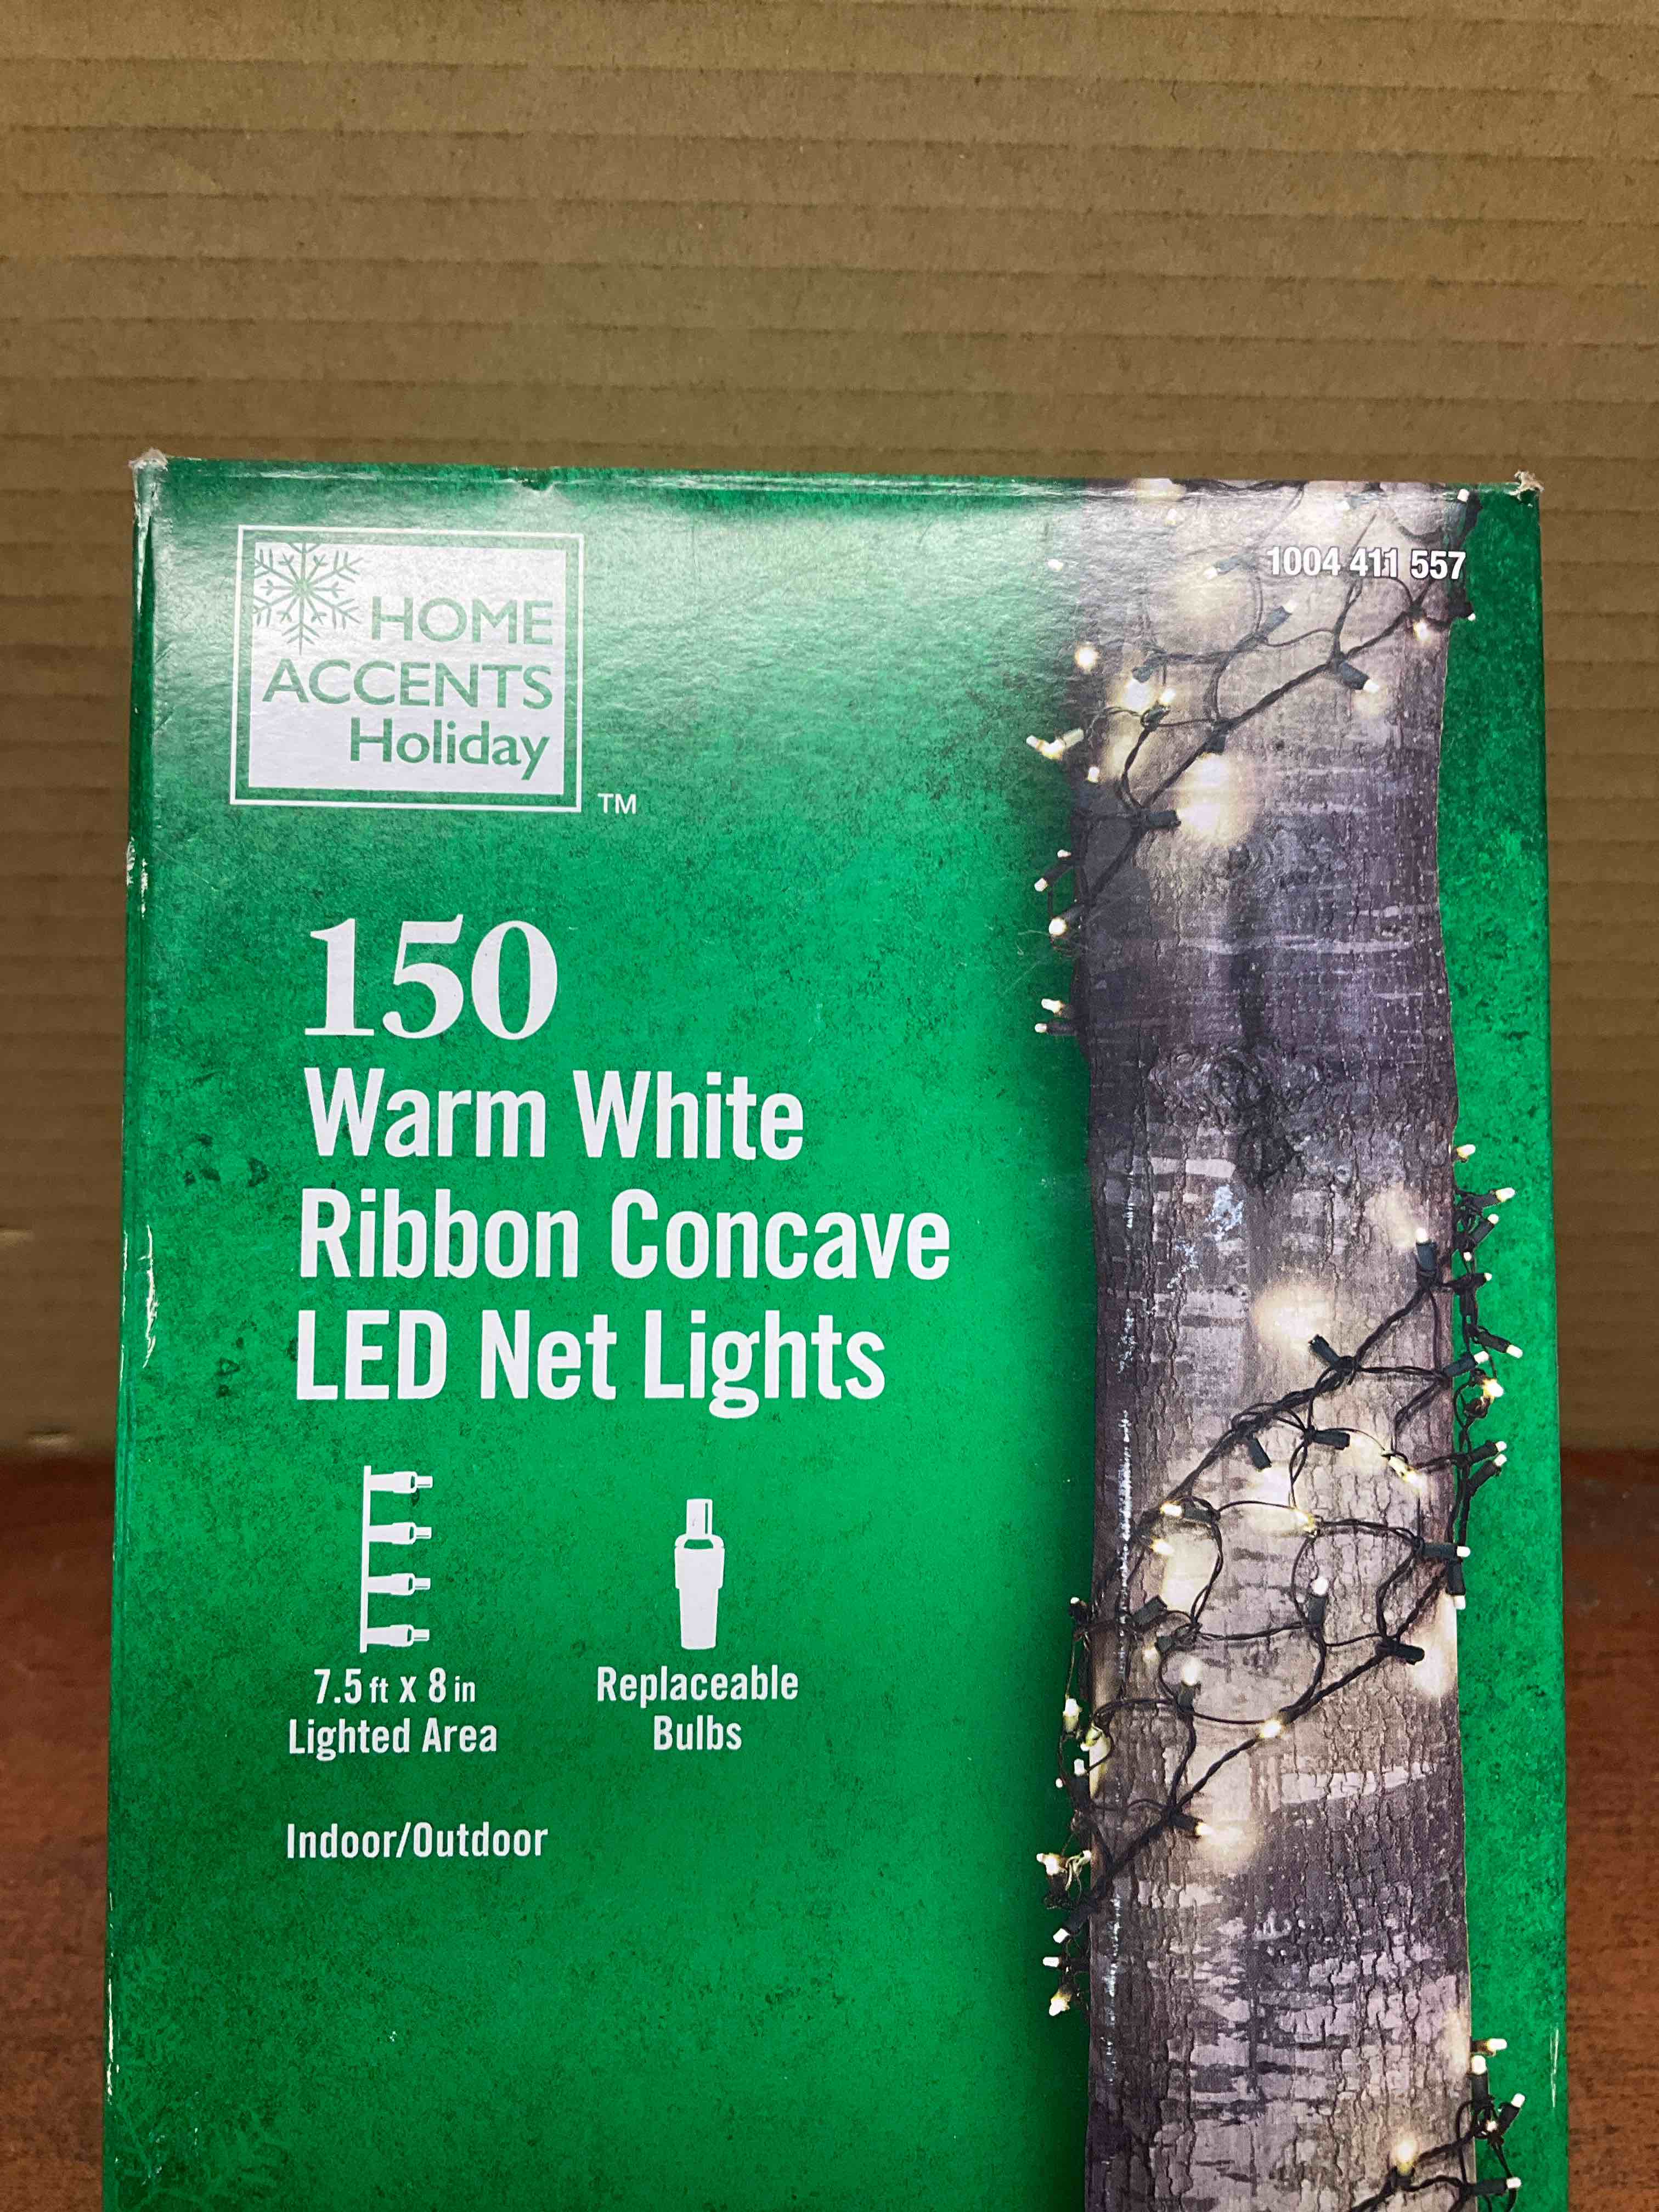 HOME
ACCENTS
Holiday
TM
1004 411 557
150
Warm White
Ribbon Concave
LED Net Lights
7.5 ft x 8 in
Lighted Area
Replaceable
Bulbs
Indoor/Outdoor